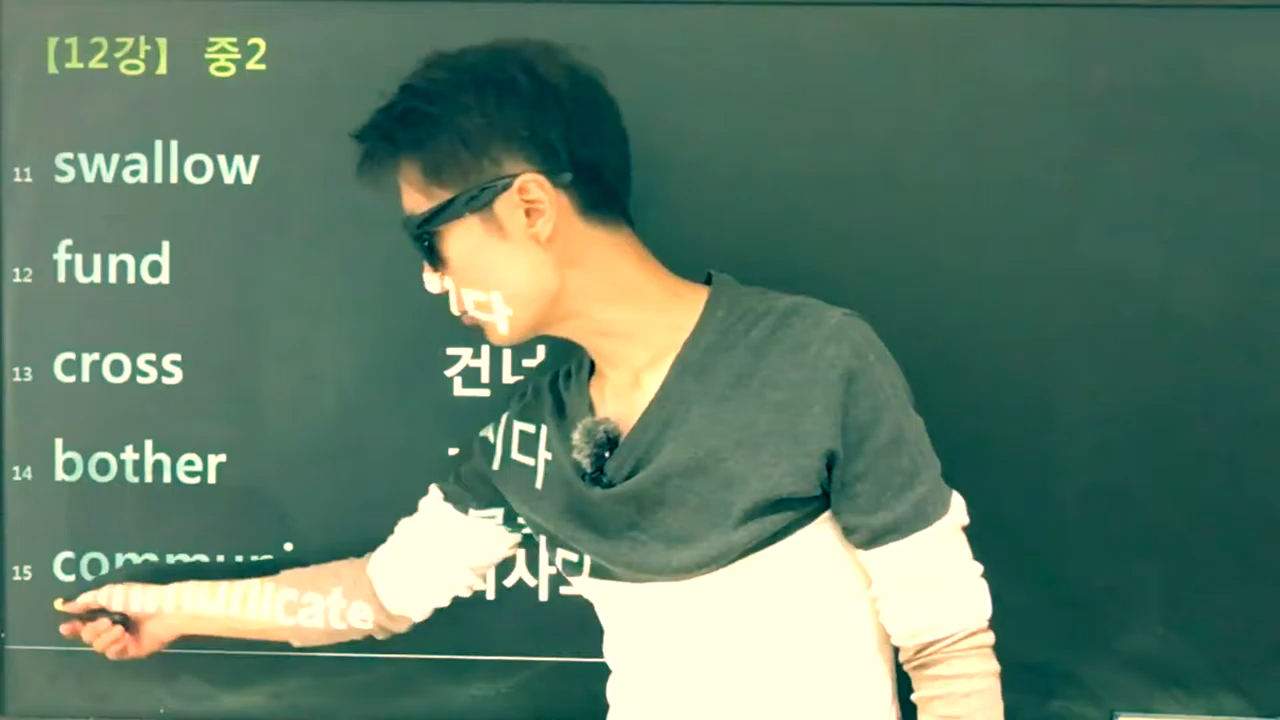 【12강】 중2
11 swallow
12 fund
13 cross 건너
14 bother
15 communicate